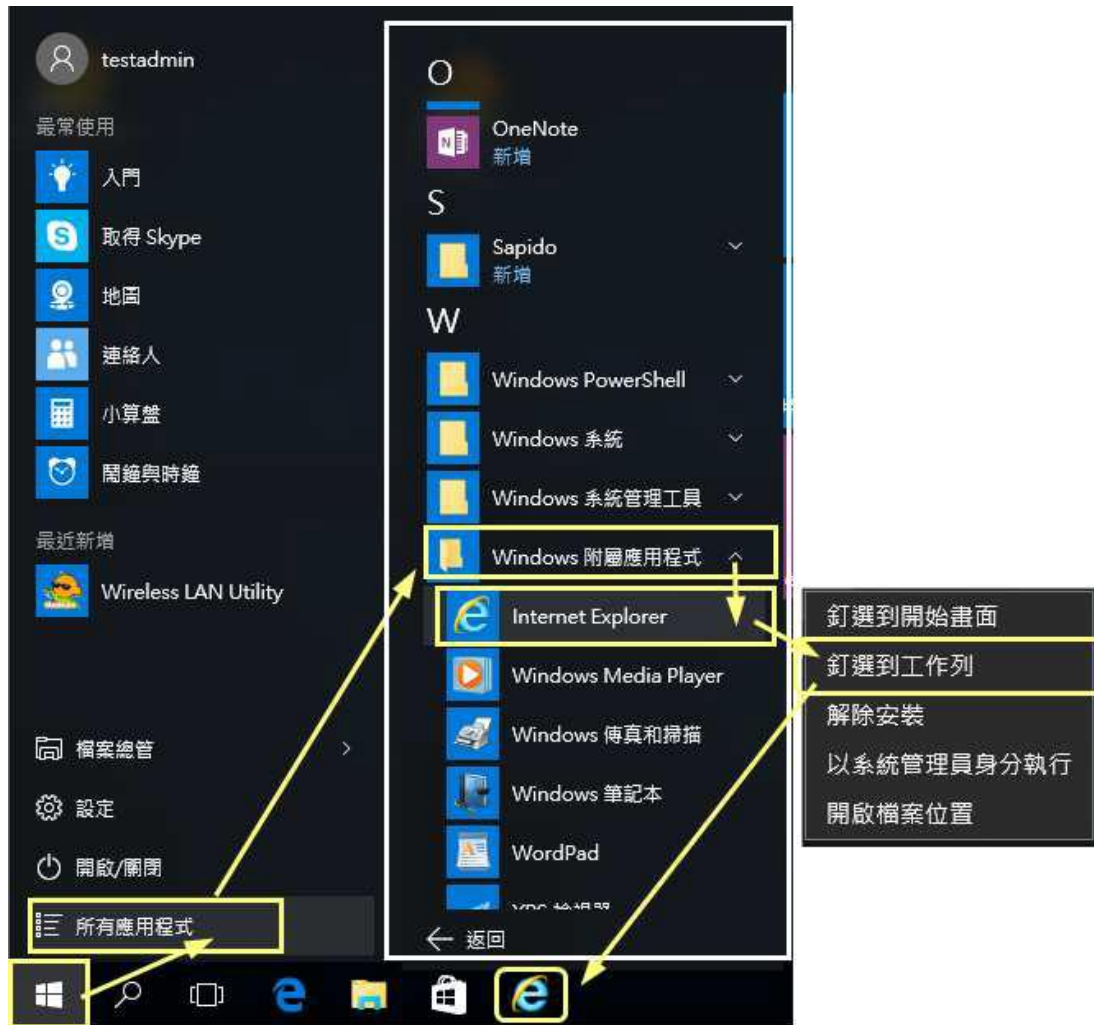 testadmin
最常使用
入門
取得 Skype
地圖
連絡人
小算盤
鬧鐘與時鐘
最近新增
Wireless LAN Utility
檔案總管
設定
開啟/關閉
所有應用程式
O
OneNote
新增
S
Sapido
新增
W
Windows PowerShell
Windows 系統
Windows 系統管理工具
Windows 附屬應用程式
Internet Explorer
Windows Media Player
Windows 傳真和掃描
Windows 筆記本
WordPad
XPS 檢視器
返回
釘選到開始畫面
釘選到工作列
解除安裝
以系統管理員身分執行
開啟檔案位置